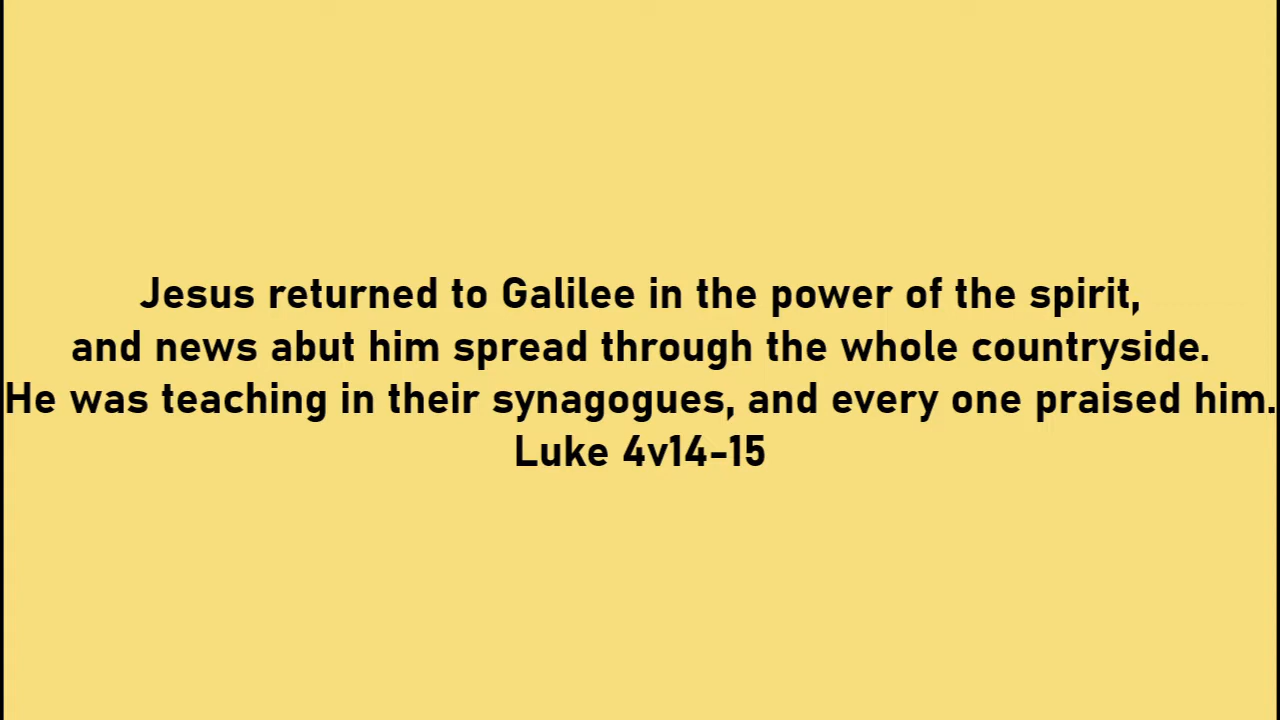 Jesus returned to Galilee in the power of the spirit,
and news abut him spread through the whole countryside.
He was teaching in their synagogues, and every one praised him.
Luke 4v14-15